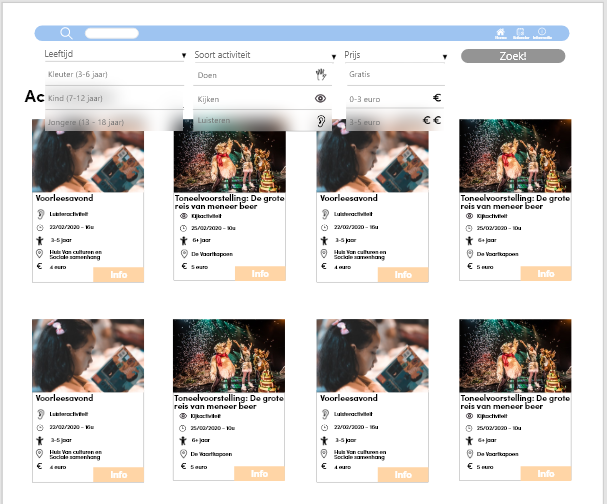 Leeftijd
Soort activiteit
Prijs
Zoek!
Kleuter (3-6 jaar)
Doen
Gratis
Kind (7-12 jaar)
Kijken
0-3 euro €
Jongere (13 - 18 jaar)
Luisteren
3-5 euro € €
Ac
Voorleesavond
Luisteractiviteit
22/02/2020 - 16u
3-5 jaar
Huis Van culturen en
Sociale samenhang
€ 4 euro
Info
Toneelvoorstelling: De grote
reis van meneer beer
Kijkactiviteit
25/02/2020 - 10u
6+ jaar
De Vaartkapoen
€ 5 euro
Info
Voorleesavond
Luisteractiviteit
22/02/2020 - 16u
3-5 jaar
Huis Van culturen en
Sociale samenhang
€ 4 euro
Info
Toneelvoorstelling: De grote
reis van meneer beer
Kijkactiviteit
25/02/2020 - 10u
6+ jaar
De Vaartkapoen
€ 5 euro
Info
Voorleesavond
Luisteractiviteit
22/02/2020 - 16u
3-5 jaar
Huis Van culturen en
Sociale samenhang
€ 4 euro
Info
Toneelvoorstelling: De grote
reis van meneer beer
Kijkactiviteit
25/02/2020 - 10u
6+ jaar
De Vaartkapoen
€ 5 euro
Info
Voorleesavond
Luisteractiviteit
22/02/2020 - 16u
3-5 jaar
Huis Van culturen en
Sociale samenhang
€ 4 euro
Info
Toneelvoorstelling: De grote
reis van meneer beer
Kijkactiviteit
25/02/2020 - 10u
6+ jaar
De Vaartkapoen
€ 5 euro
Info